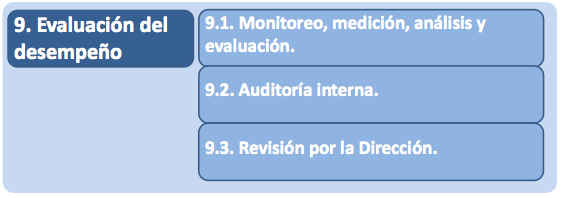 9. Evaluación del
desempeño
9.1. Monitoreo, medición, análisis y
evaluación.
9.2. Auditoría interna.
9.3. Revisión por la Dirección.